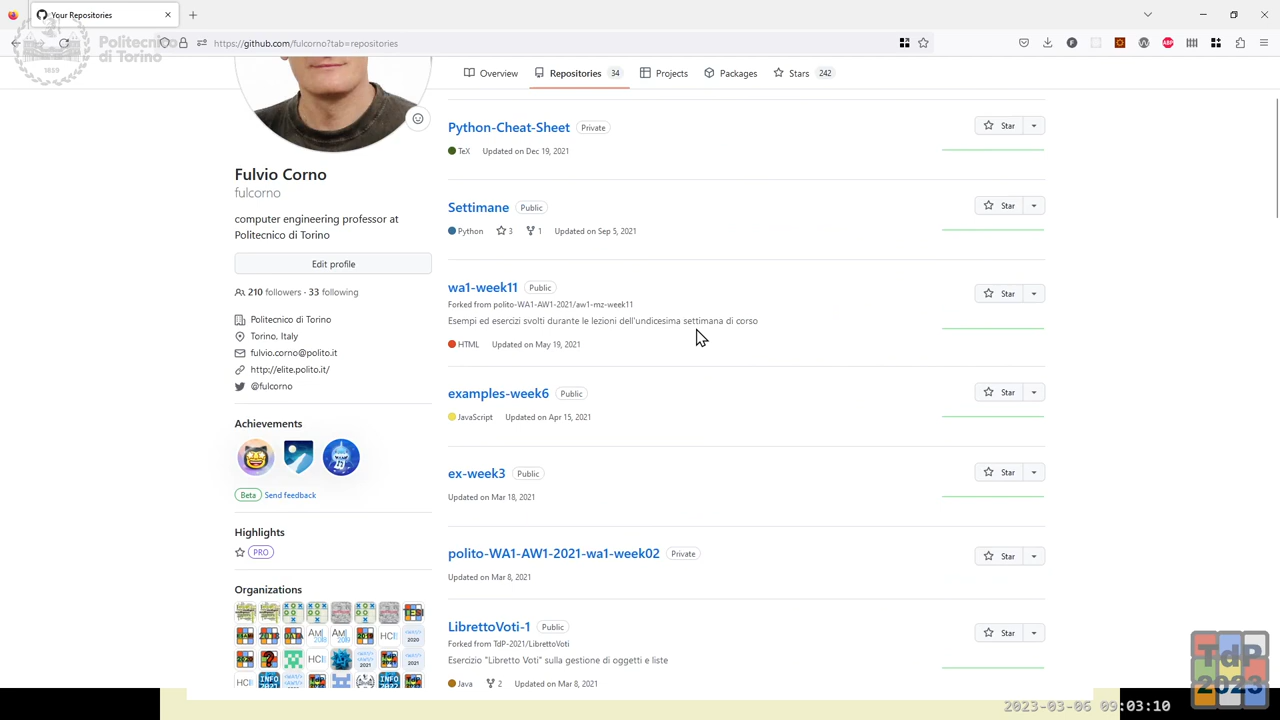 Your Repositories
Politecnico
di Torino
1859
https://github.com/fulcorno?tab=repositories
Overview
Repositories 34
Projects
Packages
Stars 242
Fulvio Corno
fulcorno
computer engineering professor at
Politecnico di Torino
Edit profile
210 followers · 33 following
Politecnico di Torino
Torino, Italy
fulvio.corno@polito.it
http://elite.polito.it/
@fulcorno
Achievements
Beta Send feedback
Highlights
PRO
Organizations
Python-Cheat-Sheet Private
Star
TeX Updated on Dec 19, 2021
Settimane Public
Star
Python 3 1 Updated on Sep 5, 2021
wa1-week11 Public
Star
Forked from polito-WA1-AW1-2021/aw1-mz-week11
Esempi ed esercizi svolti durante le lezioni dell'undicesima settimana di corso
HTML Updated on May 19, 2021
examples-week6 Public
Star
JavaScript Updated on Apr 15, 2021
ex-week3 Public
Star
Updated on Mar 18, 2021
polito-WA1-AW1-2021-wa1-week02 Private
Star
Updated on Mar 8, 2021
LibrettoVoti-1 Public
Star
Forked from TdP-2021/LibrettoVoti
Esercizio "Libretto Voti" sulla gestione di oggetti e liste
Java 2 Updated on Mar 8, 2021
TdP
2023
2023-03-06 09:03:10